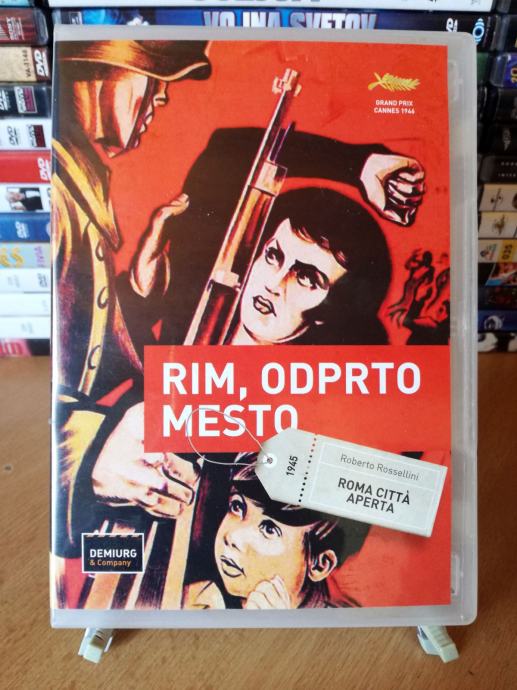 VOJNA SVETOV
GRAND PRIX
CANNES 1946
RIM, ODPRTO
MESTO
1945
Roberto Rossellini
ROMA CITTÀ
APERTA
DEMIURG
& Company